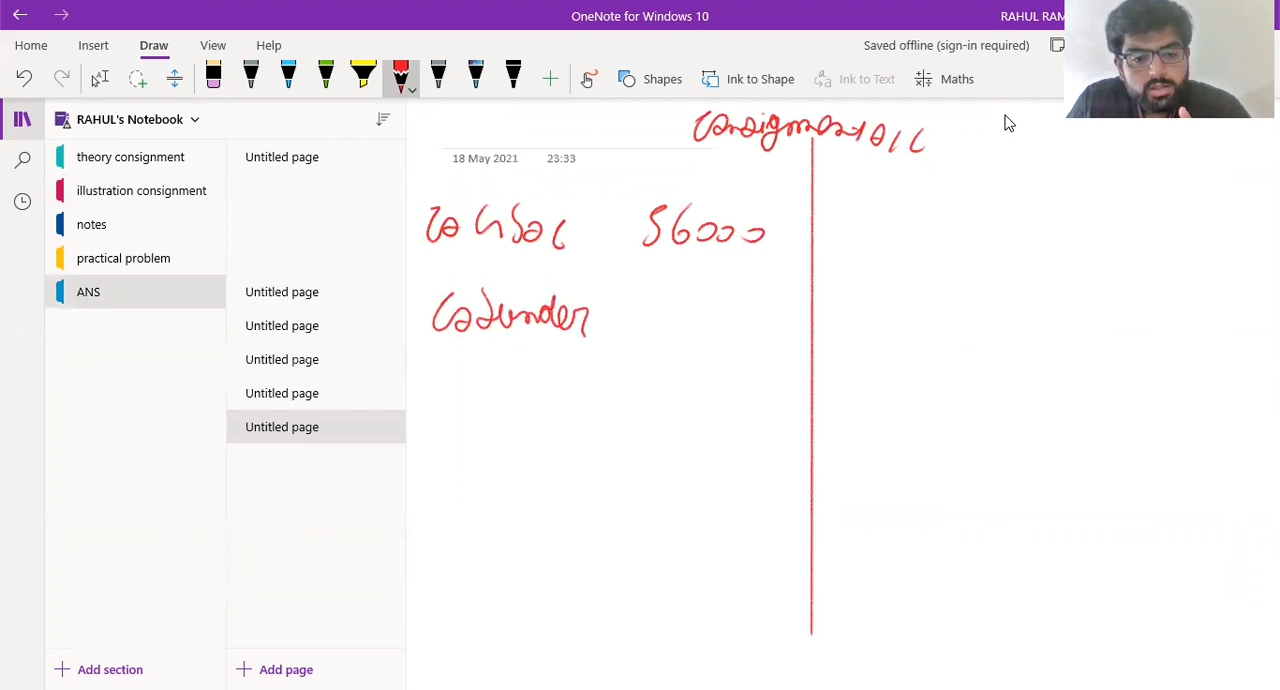 OneNote for Windows 10
RAHUL RAM
Home Insert Draw View Help
Saved offline (sign-in required)
Shapes
Ink to Shape
Ink to Text
Maths
RAHUL's Notebook
theory consignment
illustration consignment
notes
practical problem
ANS
Untitled page
Untitled page
Untitled page
Untitled page
Untitled page
Untitled page
Add section
Add page
18 May 2021 23:33
Consignment A/C
56000